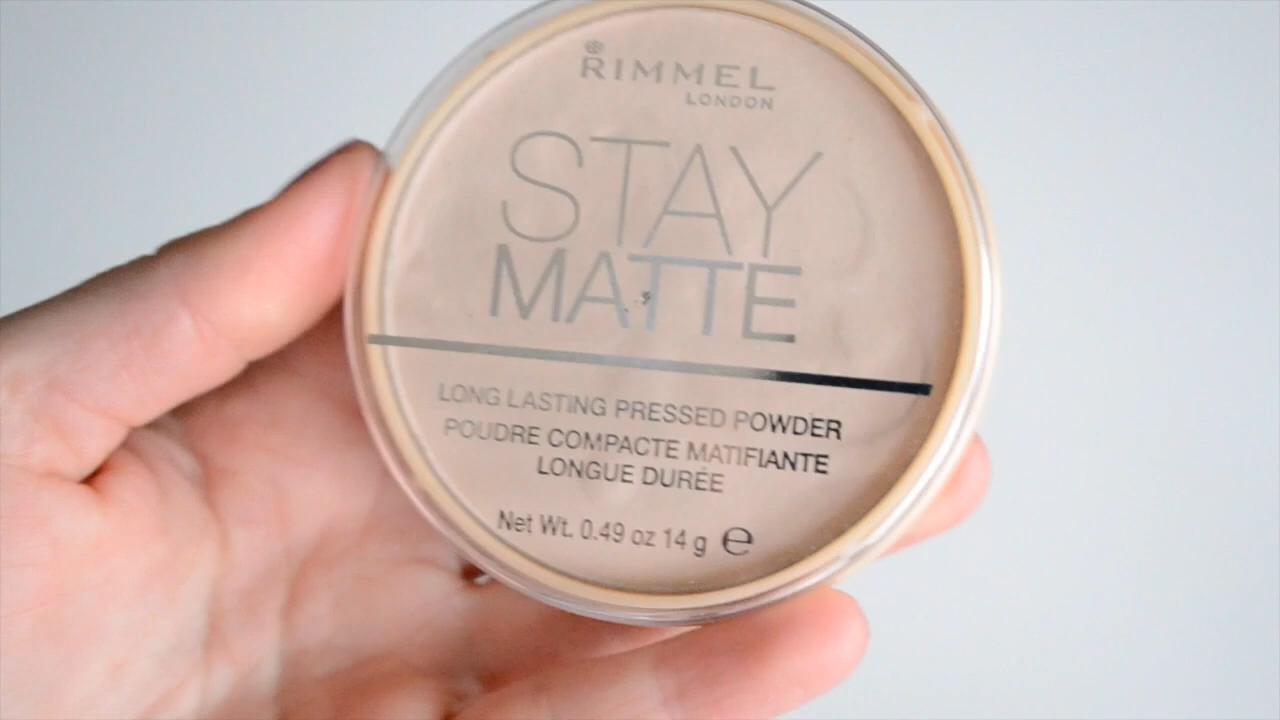 RIMMEL
LONDON
STAY
MATTE
LONG LASTING PRESSED POWDER
POUDRE COMPACTE MATIFIANTE
LONGUE DURÉE
Net Wt. 0.49 oz 14 g ℮